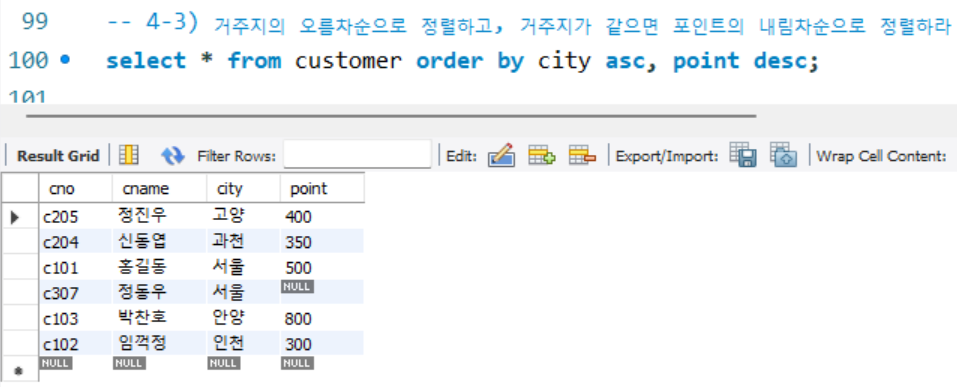 99 -- 4-3) 거주지의 오름차순으로 정렬하고, 거주지가 같으면 포인트의 내림차순으로 정렬하라
100 select * from customer order by city asc, point desc;
101
Result Grid Filter Rows: Edit: Export/Import: Wrap Cell Content:
cno cname city point
c205 정진우 고양 400
c204 신동엽 과천 350
c101 홍길동 서울 500
c307 정동우 서울 NULL
c103 박찬호 안양 800
c102 임꺽정 인천 300
NULL NULL NULL NULL